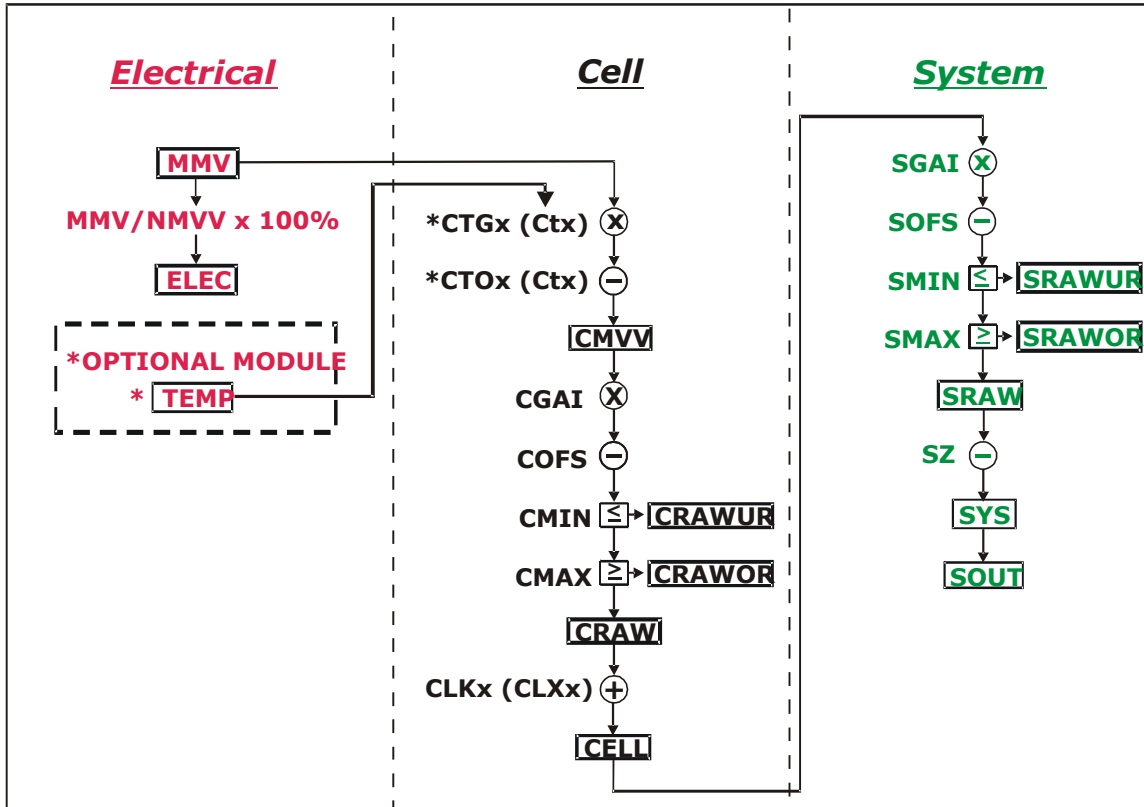 Electrical
MMV
MMV/NMVV x 100%
ELEC
*OPTIONAL MODULE
* TEMP
Cell
*CTGx (Ctx) x
*CTOx (Ctx) −
CMVV
CGAI X
COFS −
CMIN ≤ CRAWUR
CMAX ≥ CRAWOR
CRAW
CLKx (CLXx) +
CELL
System
SGAI x
SOFS −
SMIN ≤ SRAWUR
SMAX ≥ SRAWOR
SRAW
SZ −
SYS
SOUT